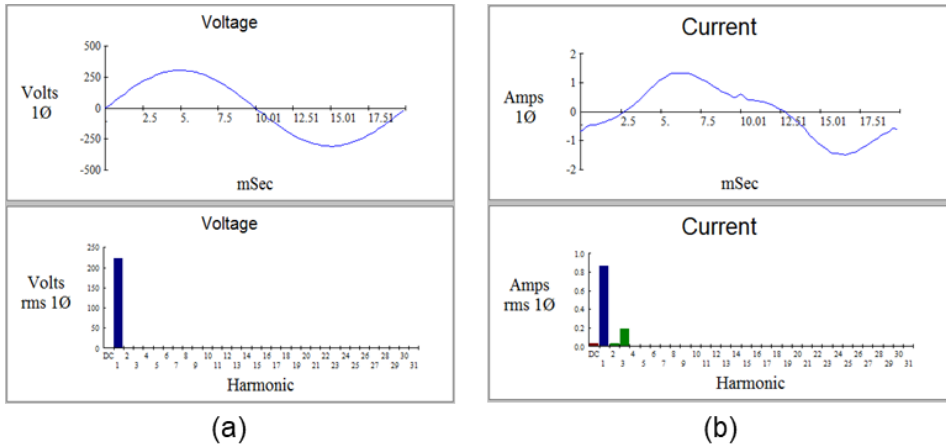 Voltage
500
250
0
-250
-500
Volts
1Ø
2.5 5. 7.5 10.01 12.51 15.01 17.51
mSec
Current
2
1
0
-1
-2
Amps
1Ø
2.5 5. 7.5 10.01 12.51 15.01 17.51
mSec
Voltage
250
200
150
100
50
0
Volts
rms 1Ø
DC 2 4 6 8 10 12 14 16 18 20 22 24 26 28 30
1 3 5 7 9 11 13 15 17 19 21 23 25 27 29 31
Harmonic
Current
1.0
0.8
0.6
0.4
0.2
0.0
Amps
rms 1Ø
DC 2 4 6 8 10 12 14 16 18 20 22 24 26 28 30
1 3 5 7 9 11 13 15 17 19 21 23 25 27 29 31
Harmonic
(a)
(b)